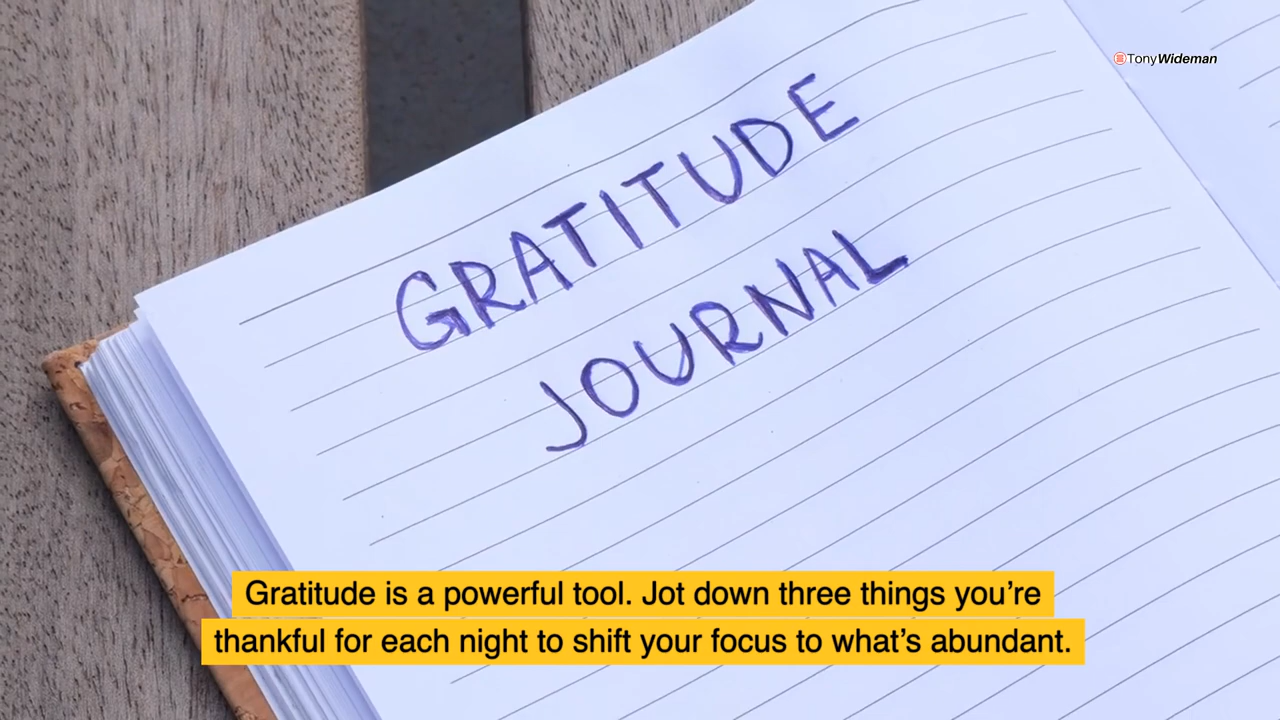 TonyWideman
GRATITUDE
JOURNAL
Gratitude is a powerful tool. Jot down three things you’re
thankful for each night to shift your focus to what’s abundant.